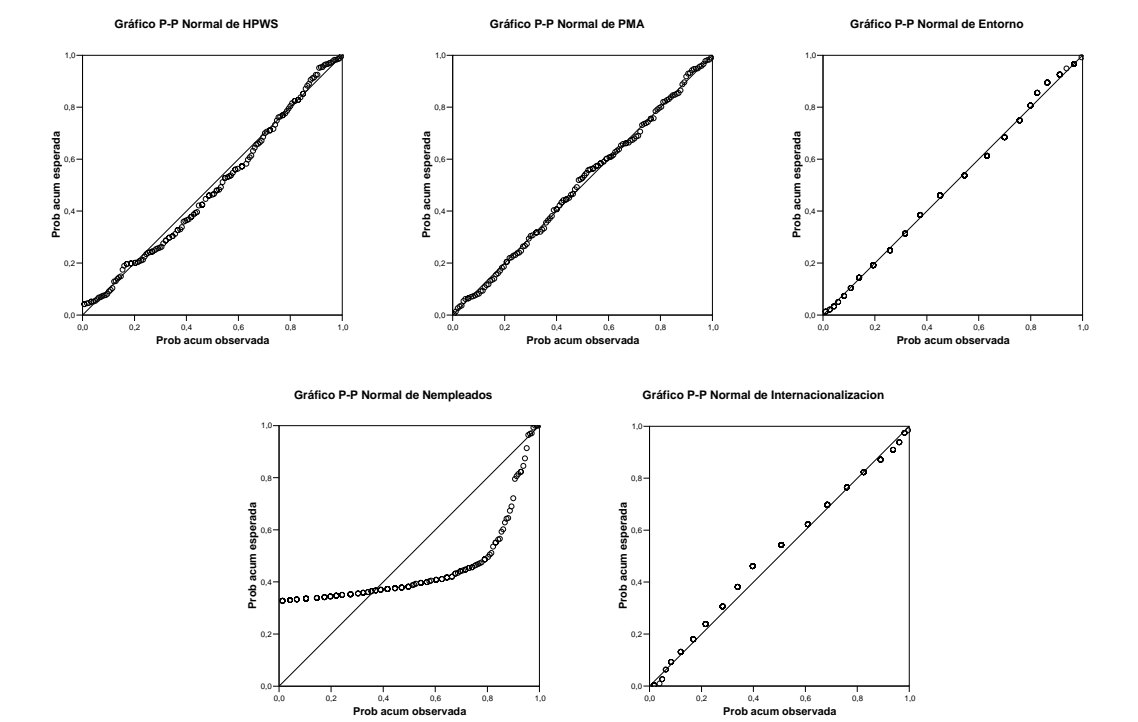 Gráfico P-P Normal de HPWS
Gráfico P-P Normal de PMA
Gráfico P-P Normal de Entorno
1,0
0,8
0,6
0,4
0,2
0,0
Prob acum esperada
0,0 0,2 0,4 0,6 0,8 1,0
Prob acum observada
1,0
0,8
0,6
0,4
0,2
0,0
Prob acum esperada
0,0 0,2 0,4 0,6 0,8 1,0
Prob acum observada
1,0
0,8
0,6
0,4
0,2
0,0
Prob acum esperada
0,0 0,2 0,4 0,6 0,8 1,0
Prob acum observada
Gráfico P-P Normal de Nempleados
Gráfico P-P Normal de Internacionalizacion
1,0
0,8
0,6
0,4
0,2
0,0
Prob acum esperada
0,0 0,2 0,4 0,6 0,8 1,0
Prob acum observada
1,0
0,8
0,6
0,4
0,2
0,0
Prob acum esperada
0,0 0,2 0,4 0,6 0,8 1,0
Prob acum observada